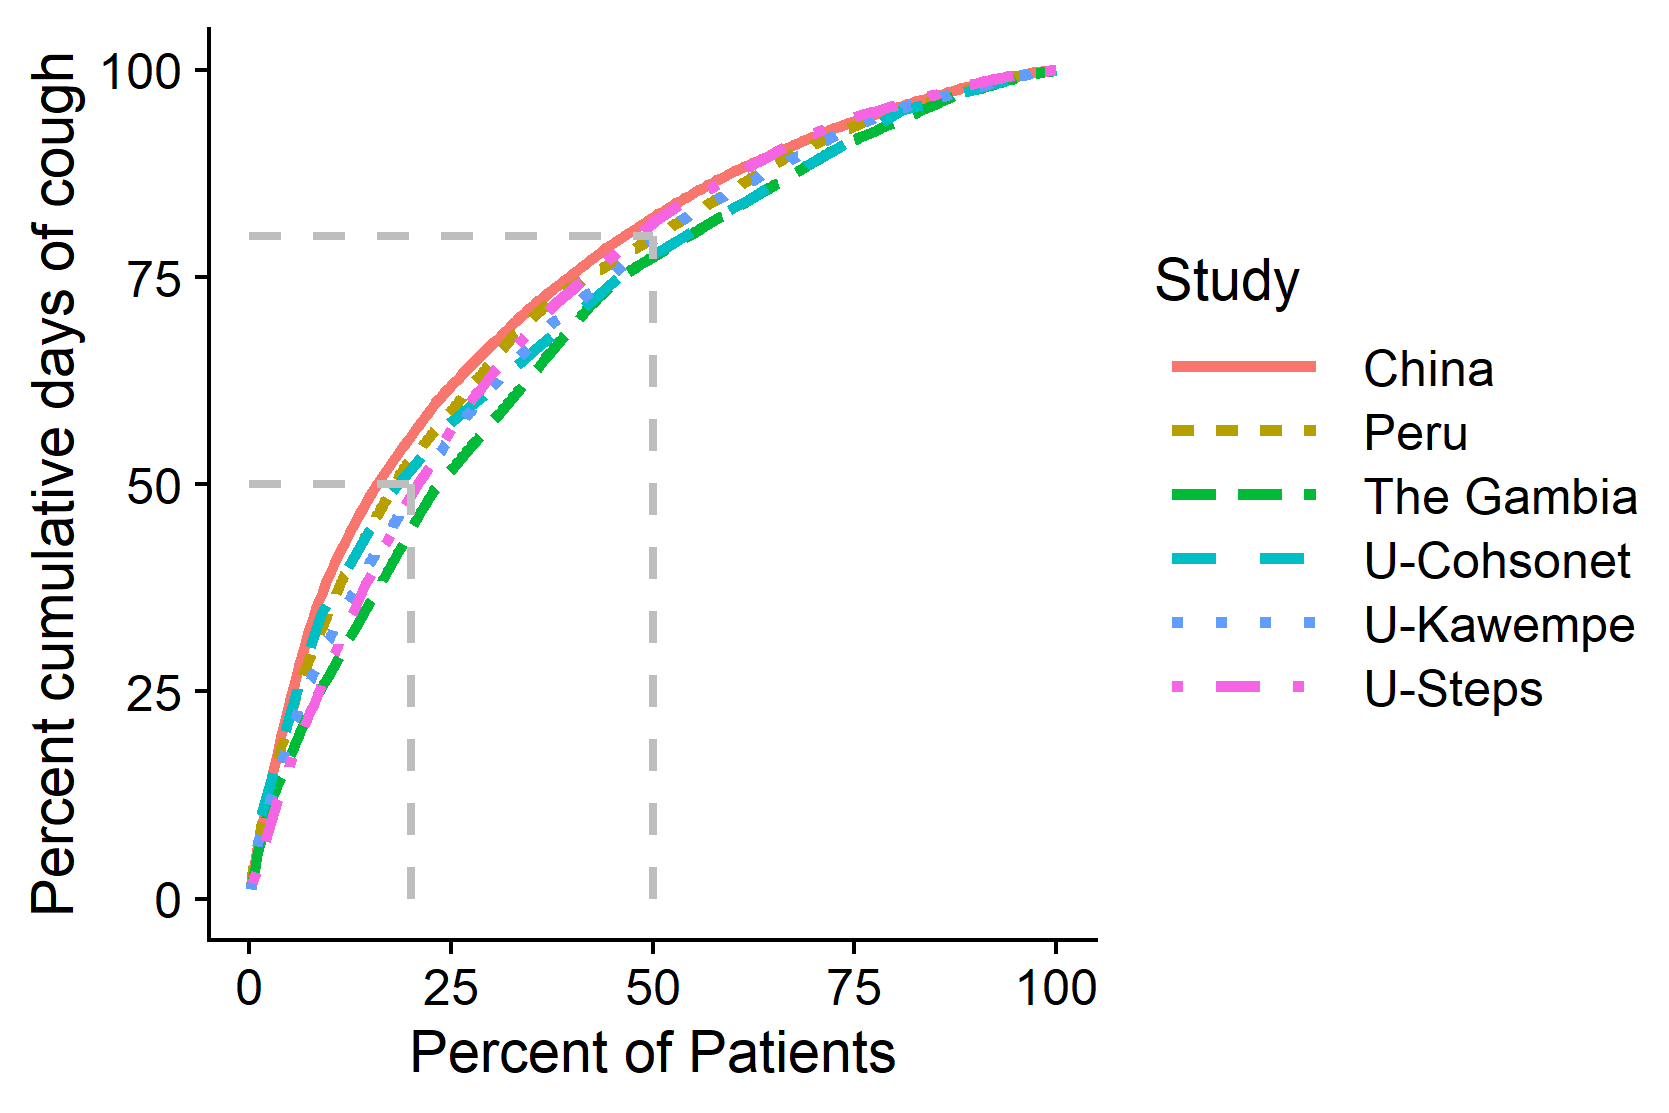 Percent cumulative days of cough
100
75
50
25
0
0 25 50 75 100
Percent of Patients
Study
China
Peru
The Gambia
U-Cohsonet
U-Kawempe
U-Steps